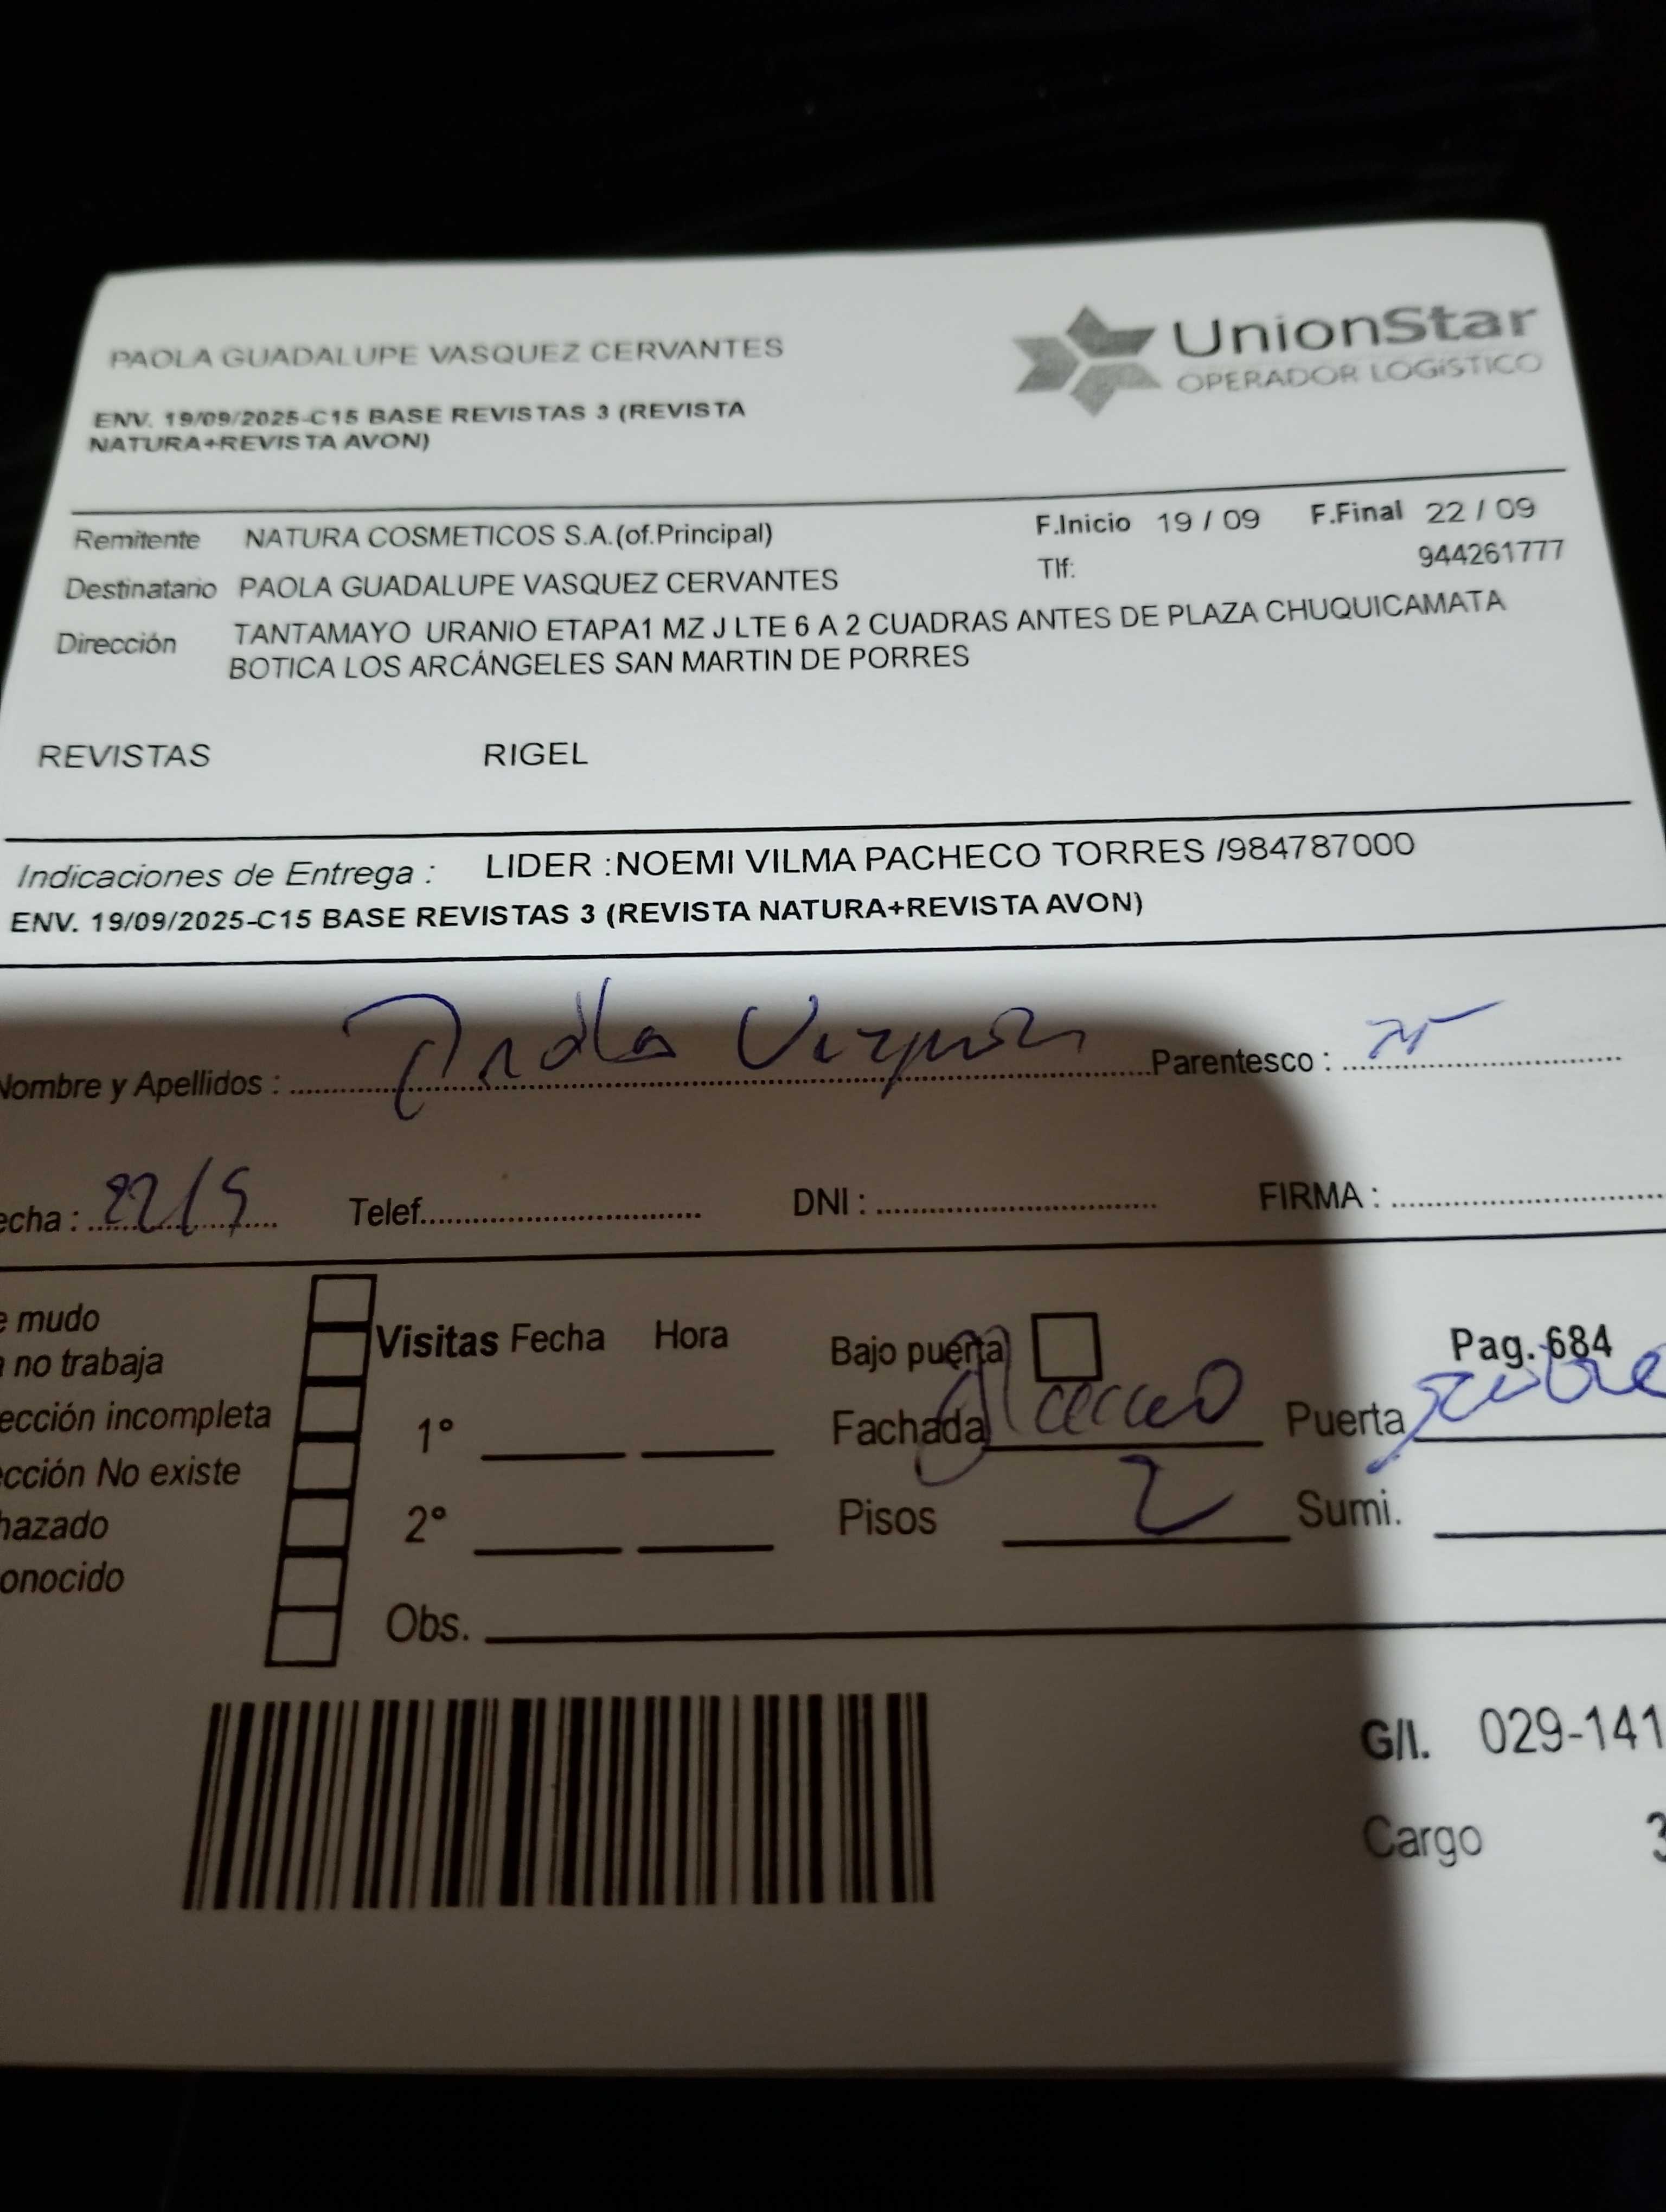 PAOLA GUADALUPE VASQUEZ CERVANTES
UnionStar
OPERADOR LOGÍSTICO
ENV. 19/09/2025-C15 BASE REVISTAS 3 (REVISTA
NATURA+REVISTA AVON)
Remitente NATURA COSMETICOS S.A.(of.Principal) F.Inicio 19 / 09 F.Final 22 / 09
Destinatario PAOLA GUADALUPE VASQUEZ CERVANTES Tlf: 944261777
Dirección TANTAMAYO URANIO ETAPA1 MZ J LTE 6 A 2 CUADRAS ANTES DE PLAZA CHUQUICAMATA
BOTICA LOS ARCÁNGELES SAN MARTIN DE PORRES
REVISTAS RIGEL
Indicaciones de Entrega : LIDER :NOEMI VILMA PACHECO TORRES /984787000
ENV. 19/09/2025-C15 BASE REVISTAS 3 (REVISTA NATURA+REVISTA AVON)
Nombre y Apellidos : Parentesco :
echa : 22/9 Telef. DNI : FIRMA :
e mudo
no trabaja
ección incompleta
ección No existe
hazado
onocido
Visitas Fecha Hora
1°
2°
Obs.
Bajo puerta Pag. 684
Fachada Puerta
Pisos 2 Sumi.
G/I. 029-141
Cargo 3